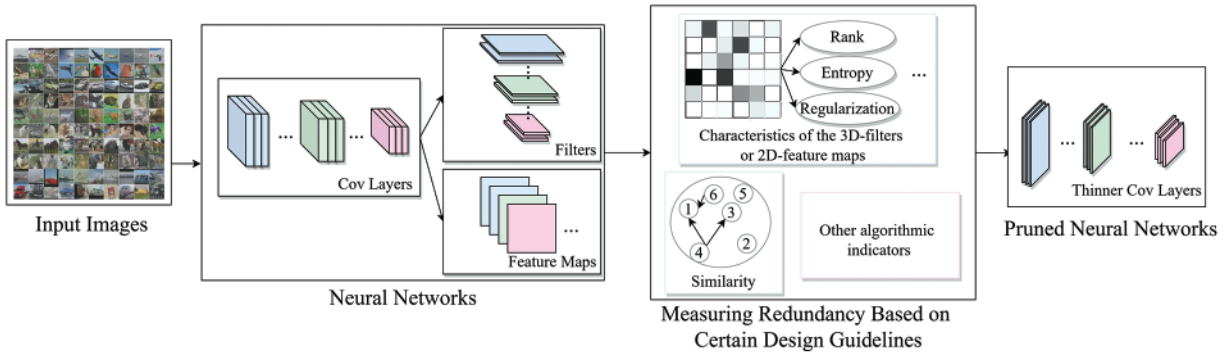 Input Images
...
...
Cov Layers
Filters
Feature Maps
...
Neural Networks
Rank
Entropy
...
Regularization
Characteristics of the 3D-filters
or 2D-feature maps
6
5
1
3
2
4
Similarity
Other algorithmic
indicators
Measuring Redundancy Based on
Certain Design Guidelines
...
...
Thinner Cov Layers
Pruned Neural Networks